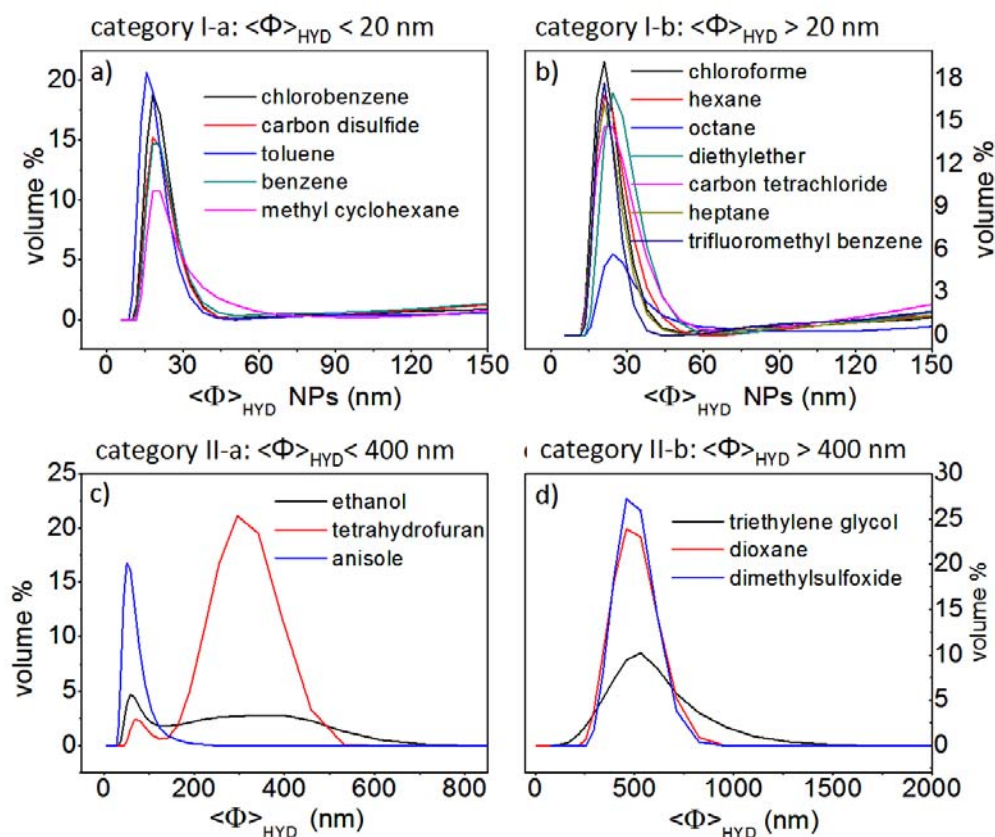 category I-a: <Φ>HYD < 20 nm
category I-b: <Φ>HYD > 20 nm
a)
chlorobenzene
carbon disulfide
toluene
benzene
methyl cyclohexane
volume %
20
15
10
5
0
0 30 60 90 120 150
<Φ>HYD NPs (nm)
b)
chloroforme
hexane
octane
diethylether
carbon tetrachloride
heptane
trifluoromethyl benzene
volume %
18
15
12
9
6
3
0
0 30 60 90 120 150
<Φ>HYD NPs (nm)
category II-a: <Φ>HYD< 400 nm
category II-b: <Φ>HYD > 400 nm
c)
ethanol
tetrahydrofuran
anisole
volume %
25
20
15
10
5
0
0 200 400 600 800
<Φ>HYD (nm)
d)
triethylene glycol
dioxane
dimethylsulfoxide
volume %
30
25
20
15
10
5
0
0 500 1000 1500 2000
<Φ>HYD (nm)